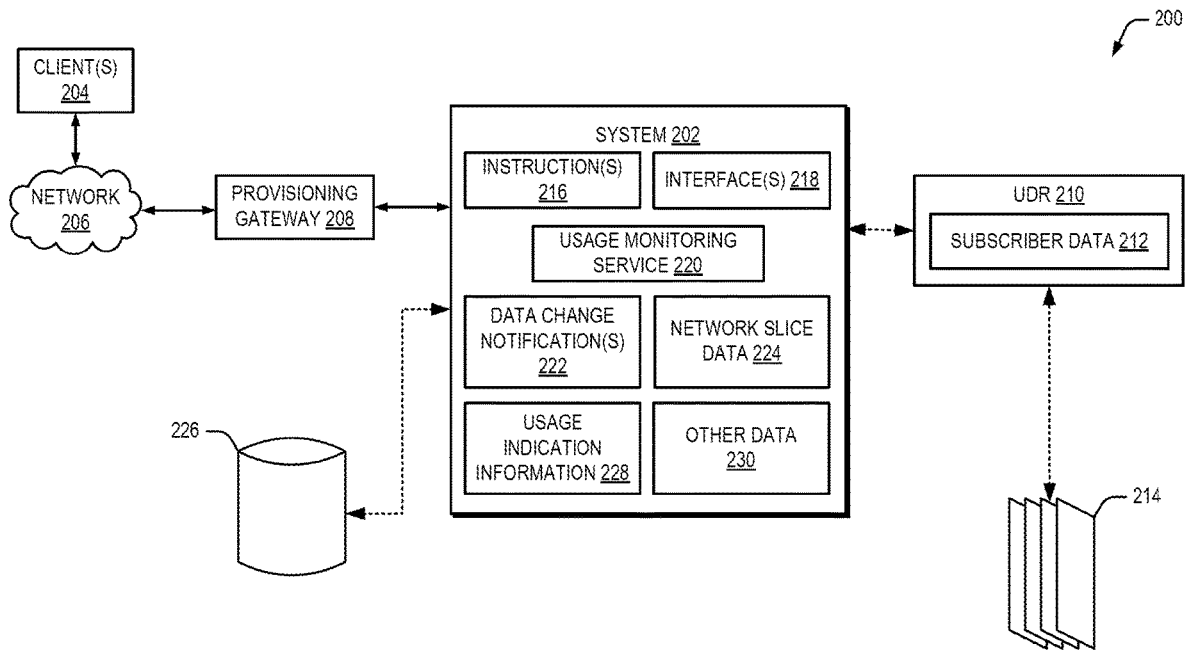 200
CLIENT(S)
204
NETWORK
206
PROVISIONING
GATEWAY 208
SYSTEM 202
INSTRUCTION(S)
216
INTERFACE(S) 218
USAGE MONITORING
SERVICE 220
DATA CHANGE
NOTIFICATION(S)
222
NETWORK SLICE
DATA 224
USAGE
INDICATION
INFORMATION 228
OTHER DATA
230
UDR 210
SUBSCRIBER DATA 212
226
214